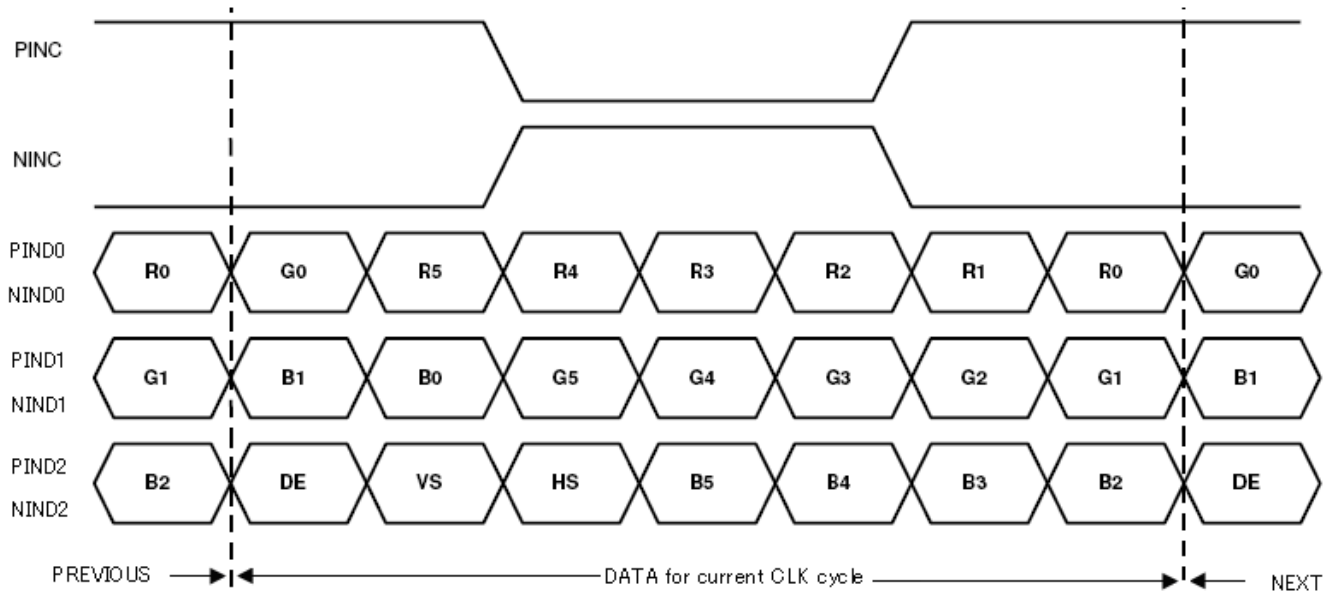 PINC
NINC
PIND0
R0 G0 R5 R4 R3 R2 R1 R0 G0
NIND0
PIND1
G1 B1 B0 G5 G4 G3 G2 G1 B1
NIND1
PIND2
B2 DE VS HS B5 B4 B3 B2 DE
NIND2
PREVIOUS DATA for current CLK cycle NEXT